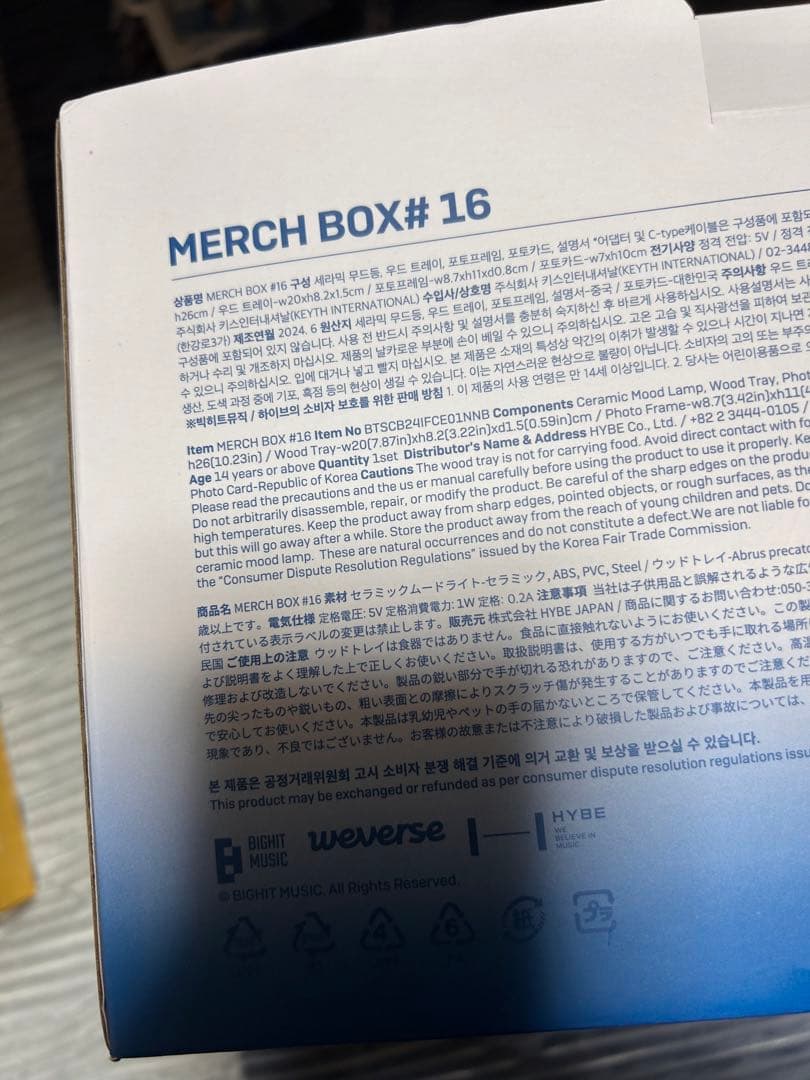 MERCH BOX# 16
상품명 MERCH BOX #16 구성 세라믹 무드등, 우드 트레이, 포토프레임, 포토카드, 설명서 *어댑터 및 C-type케이블은 구성품에 포함되
h26cm / 우드 트레이-w20xh8.2x1.5cm / 포토프레임-w8.7xh11xd0.8cm / 포토카드-w7xh10cm 전기사양 정격 전압: 5V / 정격
주식회사 키스인터내셔날(KEYTH INTERNATIONAL) 수입사/상호명 주식회사 키스인터내셔날(KEYTH INTERNATIONAL) / 02-3448
(한강로3가) 제조연월 2024. 6 원산지 세라믹 무드등, 우드 트레이, 포토프레임, 설명서-중국 / 포토카드-대한민국 주의사항 우드 트
구성품에 포함되어 있지 않습니다. 사용 전 반드시 주의사항 및 설명서를 충분히 숙지하신 후 바르게 사용하십시오. 사용설명서는 사
하거나 수리 및 개조하지 마십시오. 제품의 날카로운 부분에 손이 베일 수 있으니 주의하십시오. 고온 고습 및 직사광선을 피하여 보관
수 있으니 주의하십시오. 입에 대거나 넣고 빨지 마십시오. 본 제품은 소재의 특성상 약간의 이취가 발생할 수 있으나 시간이 지나면
생산, 도색 과정 중에 기포, 흑점 등의 현상이 생길 수 있습니다. 이는 자연스러운 현상으로 불량이 아닙니다. 소비자의 고의 또는 부주
※빅히트뮤직 / 하이브의 소비자 보호를 위한 판매 방침 1. 이 제품의 사용 연령은 만 14세 이상입니다. 2. 당사는 어린이용품으로
Item MERCH BOX #16 Item No BTSCB24IFCE01NNB Components Ceramic Mood Lamp, Wood Tray, Phot
h26(10.23in) / Wood Tray-w20(7.87in)xh8.2(3.22in)xd1.5(0.59in)cm / Photo Frame-w8.7(3.42in)xh11(4
Age 14 years or above Quantity 1set Distributor's Name & Address HYBE Co., Ltd. / +82 2 3444-0105 /
Photo Card-Republic of Korea Cautions The wood tray is not for carrying food. Avoid direct contact with fo
Please read the precautions and the us er manual carefully before using the product to use it properly. Ke
Do not arbitrarily disassemble, repair, or modify the product. Be careful of the sharp edges on the produ
high temperatures. Keep the product away from sharp edges, pointed objects, or rough surfaces, as th
but this will go away after a while. Store the product away from the reach of young children and pets. Do
ceramic mood lamp. These are natural occurrences and do not constitute a defect.We are not liable fo
the "Consumer Dispute Resolution Regulations" issued by the Korea Fair Trade Commission.
商品名 MERCH BOX #16 素材 セラミックムードライト-セラミック, ABS, PVC, Steel / ウッドトレイ-Abrus precato
歳以上です。電気仕様 定格電圧: 5V 定格消費電力: 1W 定格: 0.2A 注意事項 当社は子供用品と誤解されるような広
付されている表示ラベルの変更は禁止します。販売元 株式会社 HYBE JAPAN / 商品に関するお問い合わせ:050-3
民国 ご使用上の注意 ウッドトレイは食器ではありません。食品に直接触れないようにお使いください。この製
よび説明書をよく理解した上で正しくお使いください。取扱説明書は、使用する方がいつでも手に取れる場所
修理および改造しないでください。製品の鋭い部分で手が切れる恐れがありますので、ご注意ください。高温
先の尖ったものや鋭いもの、粗い表面との摩擦によりスクラッチ傷が発生することがありますのでご注意くだ
で安心してお使いください。本製品は乳幼児やペットの手の届かないところで保管してください。本製品を用
現象であり、不良ではございません。お客様の故意または不注意により破損した製品および事故については、
본 제품은 공정거래위원회 고시 소비자 분쟁 해결 기준에 의거 교환 및 보상을 받으실 수 있습니다.
This product may be exchanged or refunded as per consumer dispute resolution regulations issu
BIGHIT MUSIC weverse HYBE
WE BELIEVE IN MUSIC
© BIGHIT MUSIC. All Rights Reserved.
4 6 紙 プラ